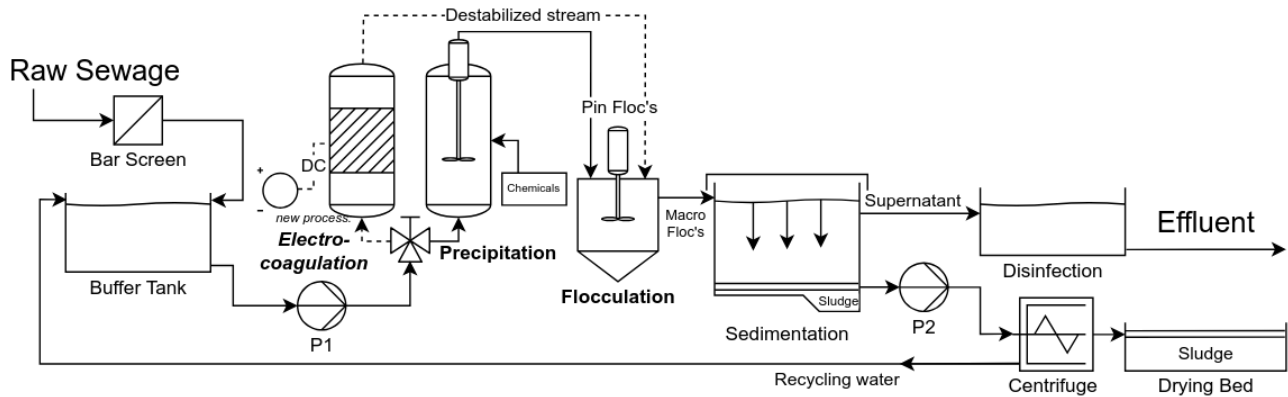 Destabilized stream
Raw Sewage
Bar Screen
Buffer Tank
+
-
DC
new process.
Electro-
coagulation
P1
Precipitation
Chemicals
Pin Floc's
Flocculation
Macro
Floc's
Sludge
Sedimentation
Supernatant
P2
Disinfection
Effluent
Centrifuge
Sludge
Drying Bed
Recycling water